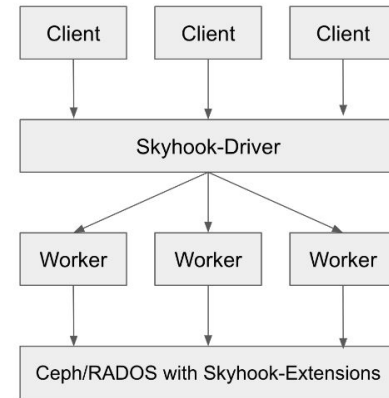 Client Client Client
Skyhook-Driver
Worker Worker Worker
Ceph/RADOS with Skyhook-Extensions